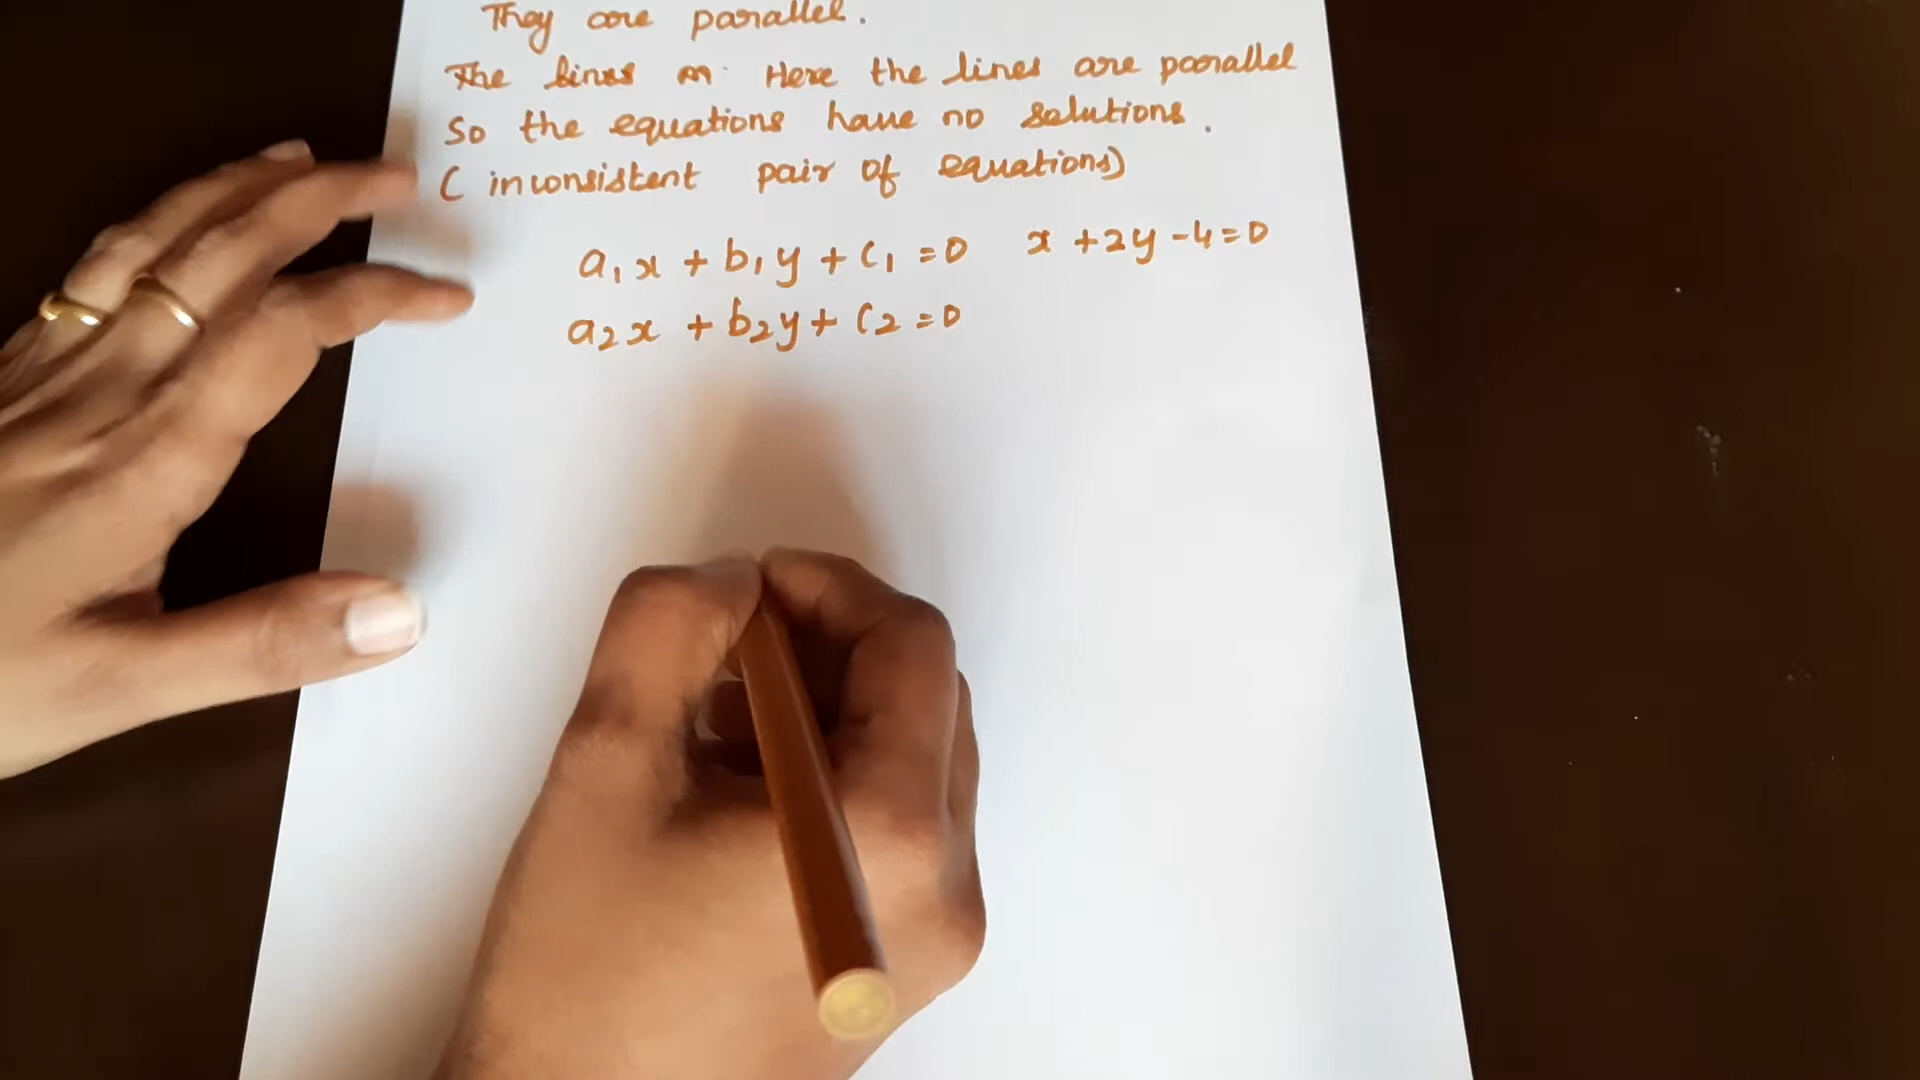 They are parallel.
The lines m. Here the lines are parallel
So the equations have no solutions.
( inconsistent pair of equations)
a₁x + b₁y + c₁ =0 x +2y -4=0
a₂x + b₂y + c₂ =0